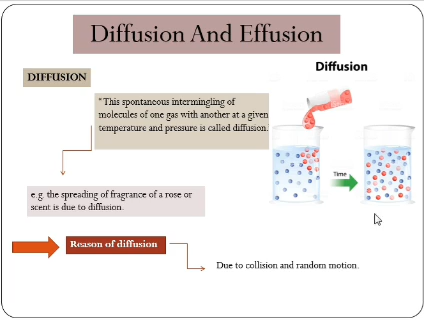 Diffusion And Effusion
DIFFUSION
Diffusion
"This spontaneous intermingling of
molecules of one gas with another at a given
temperature and pressure is called diffusion.
Time
e.g. the spreading of fragrance of a rose or
scent is due to diffusion.
Reason of diffusion
Due to collision and random motion.